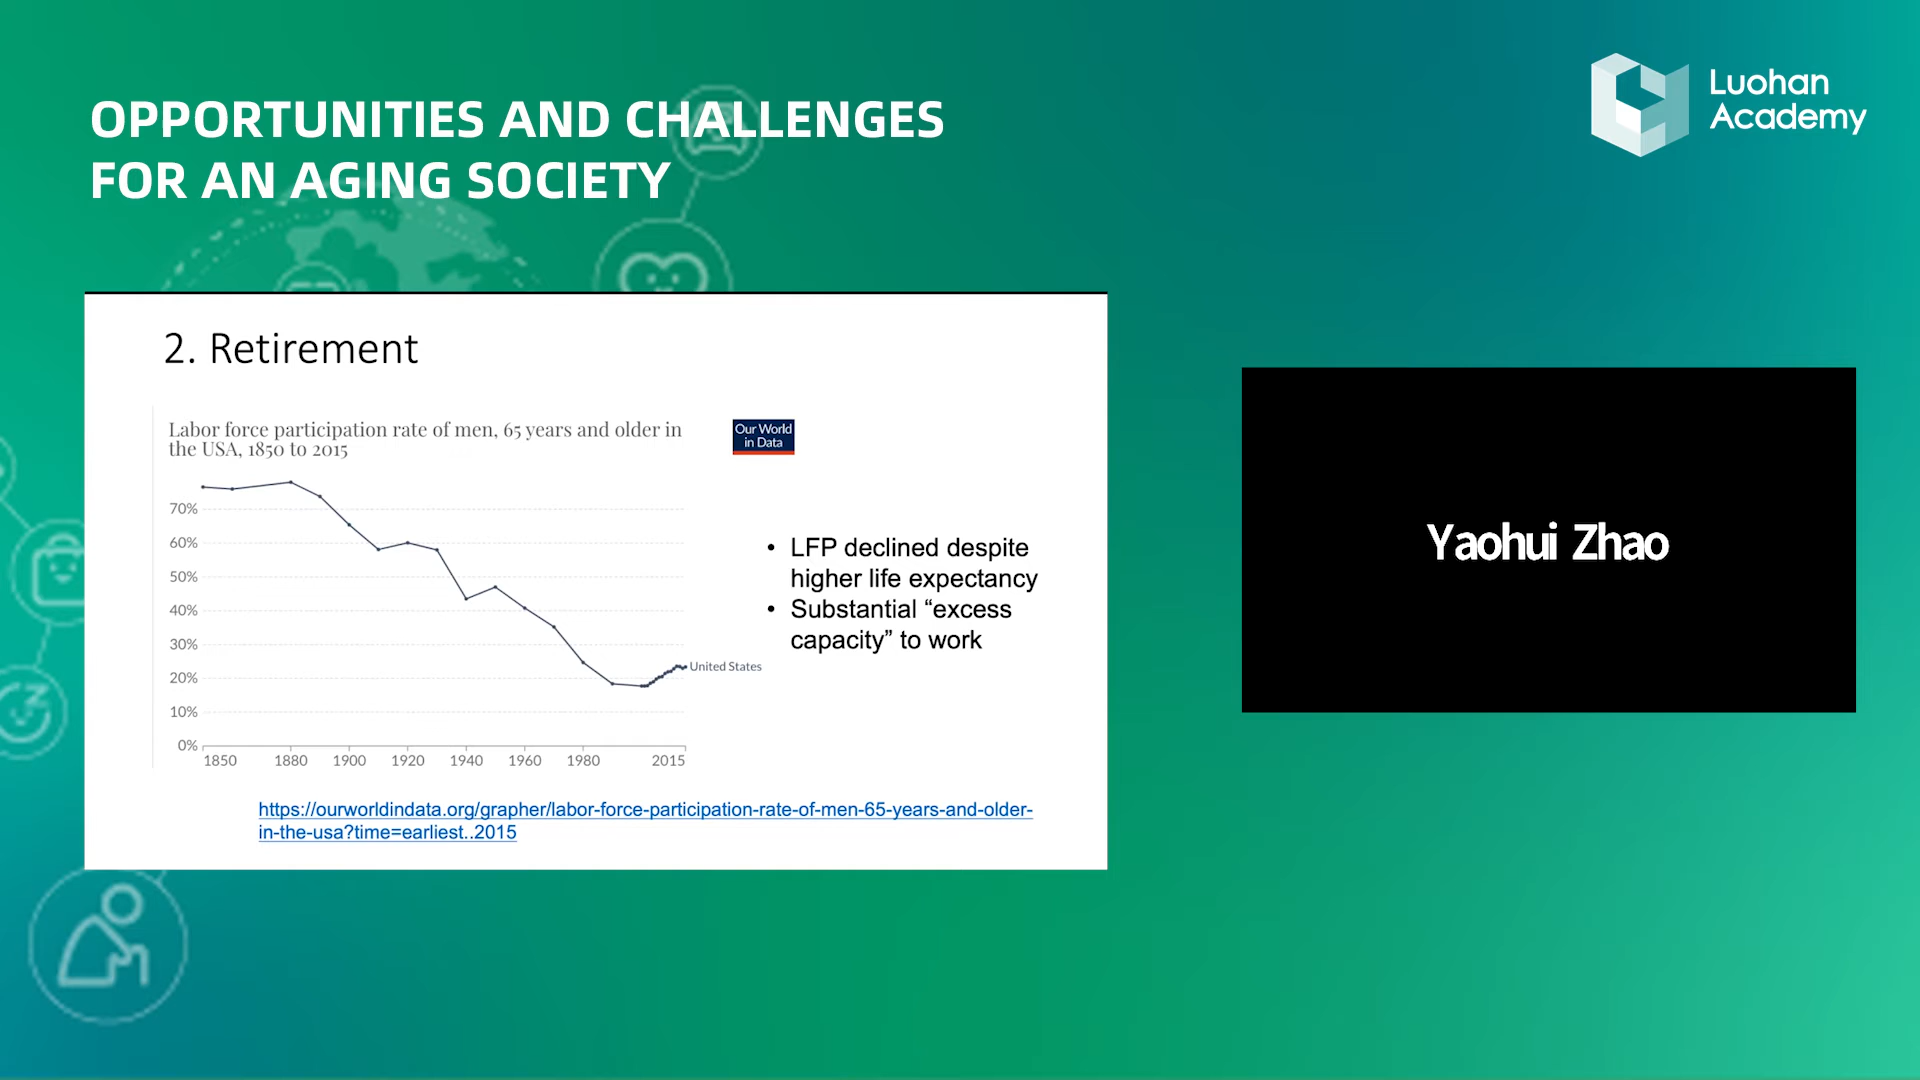 OPPORTUNITIES AND CHALLENGES
FOR AN AGING SOCIETY
Luohan
Academy
2. Retirement
Labor force participation rate of men, 65 years and older in
the USA, 1850 to 2015
Our World
in Data
70%
60%
50%
40%
30%
20%
10%
0%
United States
1850 1880 1900 1920 1940 1960 1980 2015
• LFP declined despite
higher life expectancy
• Substantial “excess
capacity” to work
https://ourworldindata.org/grapher/labor-force-participation-rate-of-men-65-years-and-older-
in-the-usa?time=earliest..2015
Yaohui Zhao